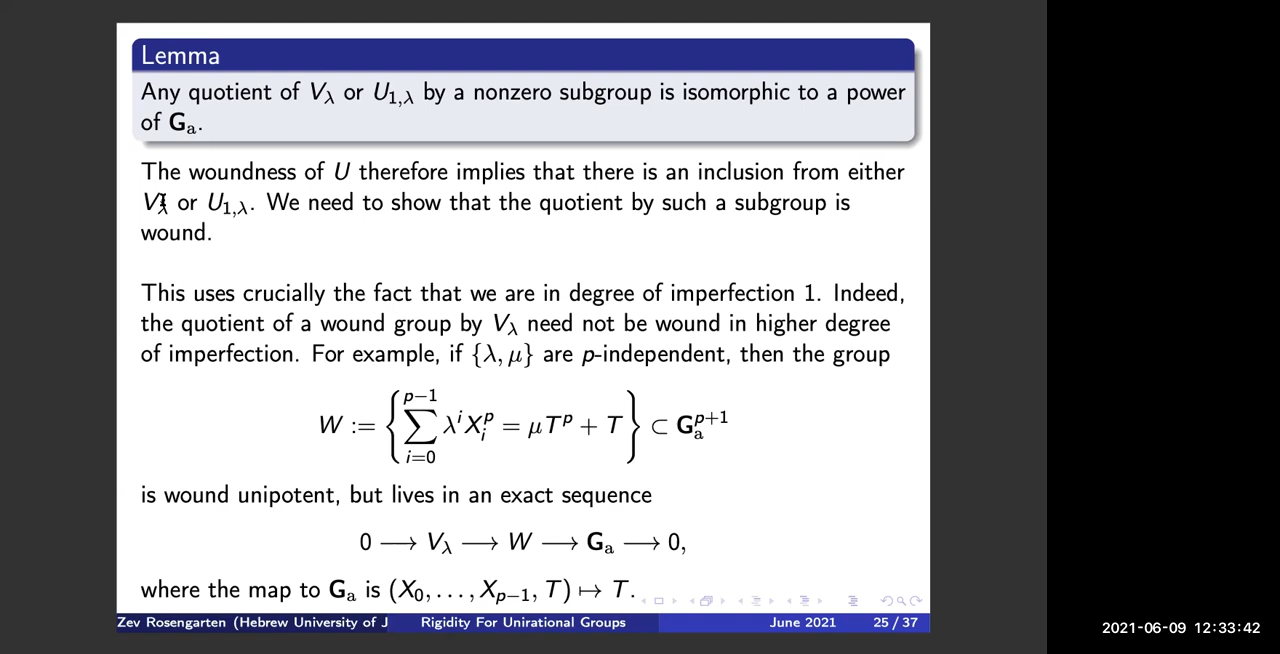 Lemma
Any quotient of V_λ or U_{1,λ} by a nonzero subgroup is isomorphic to a power
of G_a.
The woundness of U therefore implies that there is an inclusion from either
V_λ or U_{1,λ}. We need to show that the quotient by such a subgroup is
wound.
This uses crucially the fact that we are in degree of imperfection 1. Indeed,
the quotient of a wound group by V_λ need not be wound in higher degree
of imperfection. For example, if {λ, μ} are p-independent, then the group
W := { ∑_{i=0}^{p−1} λ^i X_i^p = μT^p + T } ⊂ G_a^{p+1}
is wound unipotent, but lives in an exact sequence
0 ⟶ V_λ ⟶ W ⟶ G_a ⟶ 0,
where the map to G_a is (X_0, . . . , X_{p−1}, T) ↦ T.
Zev Rosengarten (Hebrew University of J Rigidity For Unirational Groups June 2021 25 / 37
2021-06-09 12:33:42